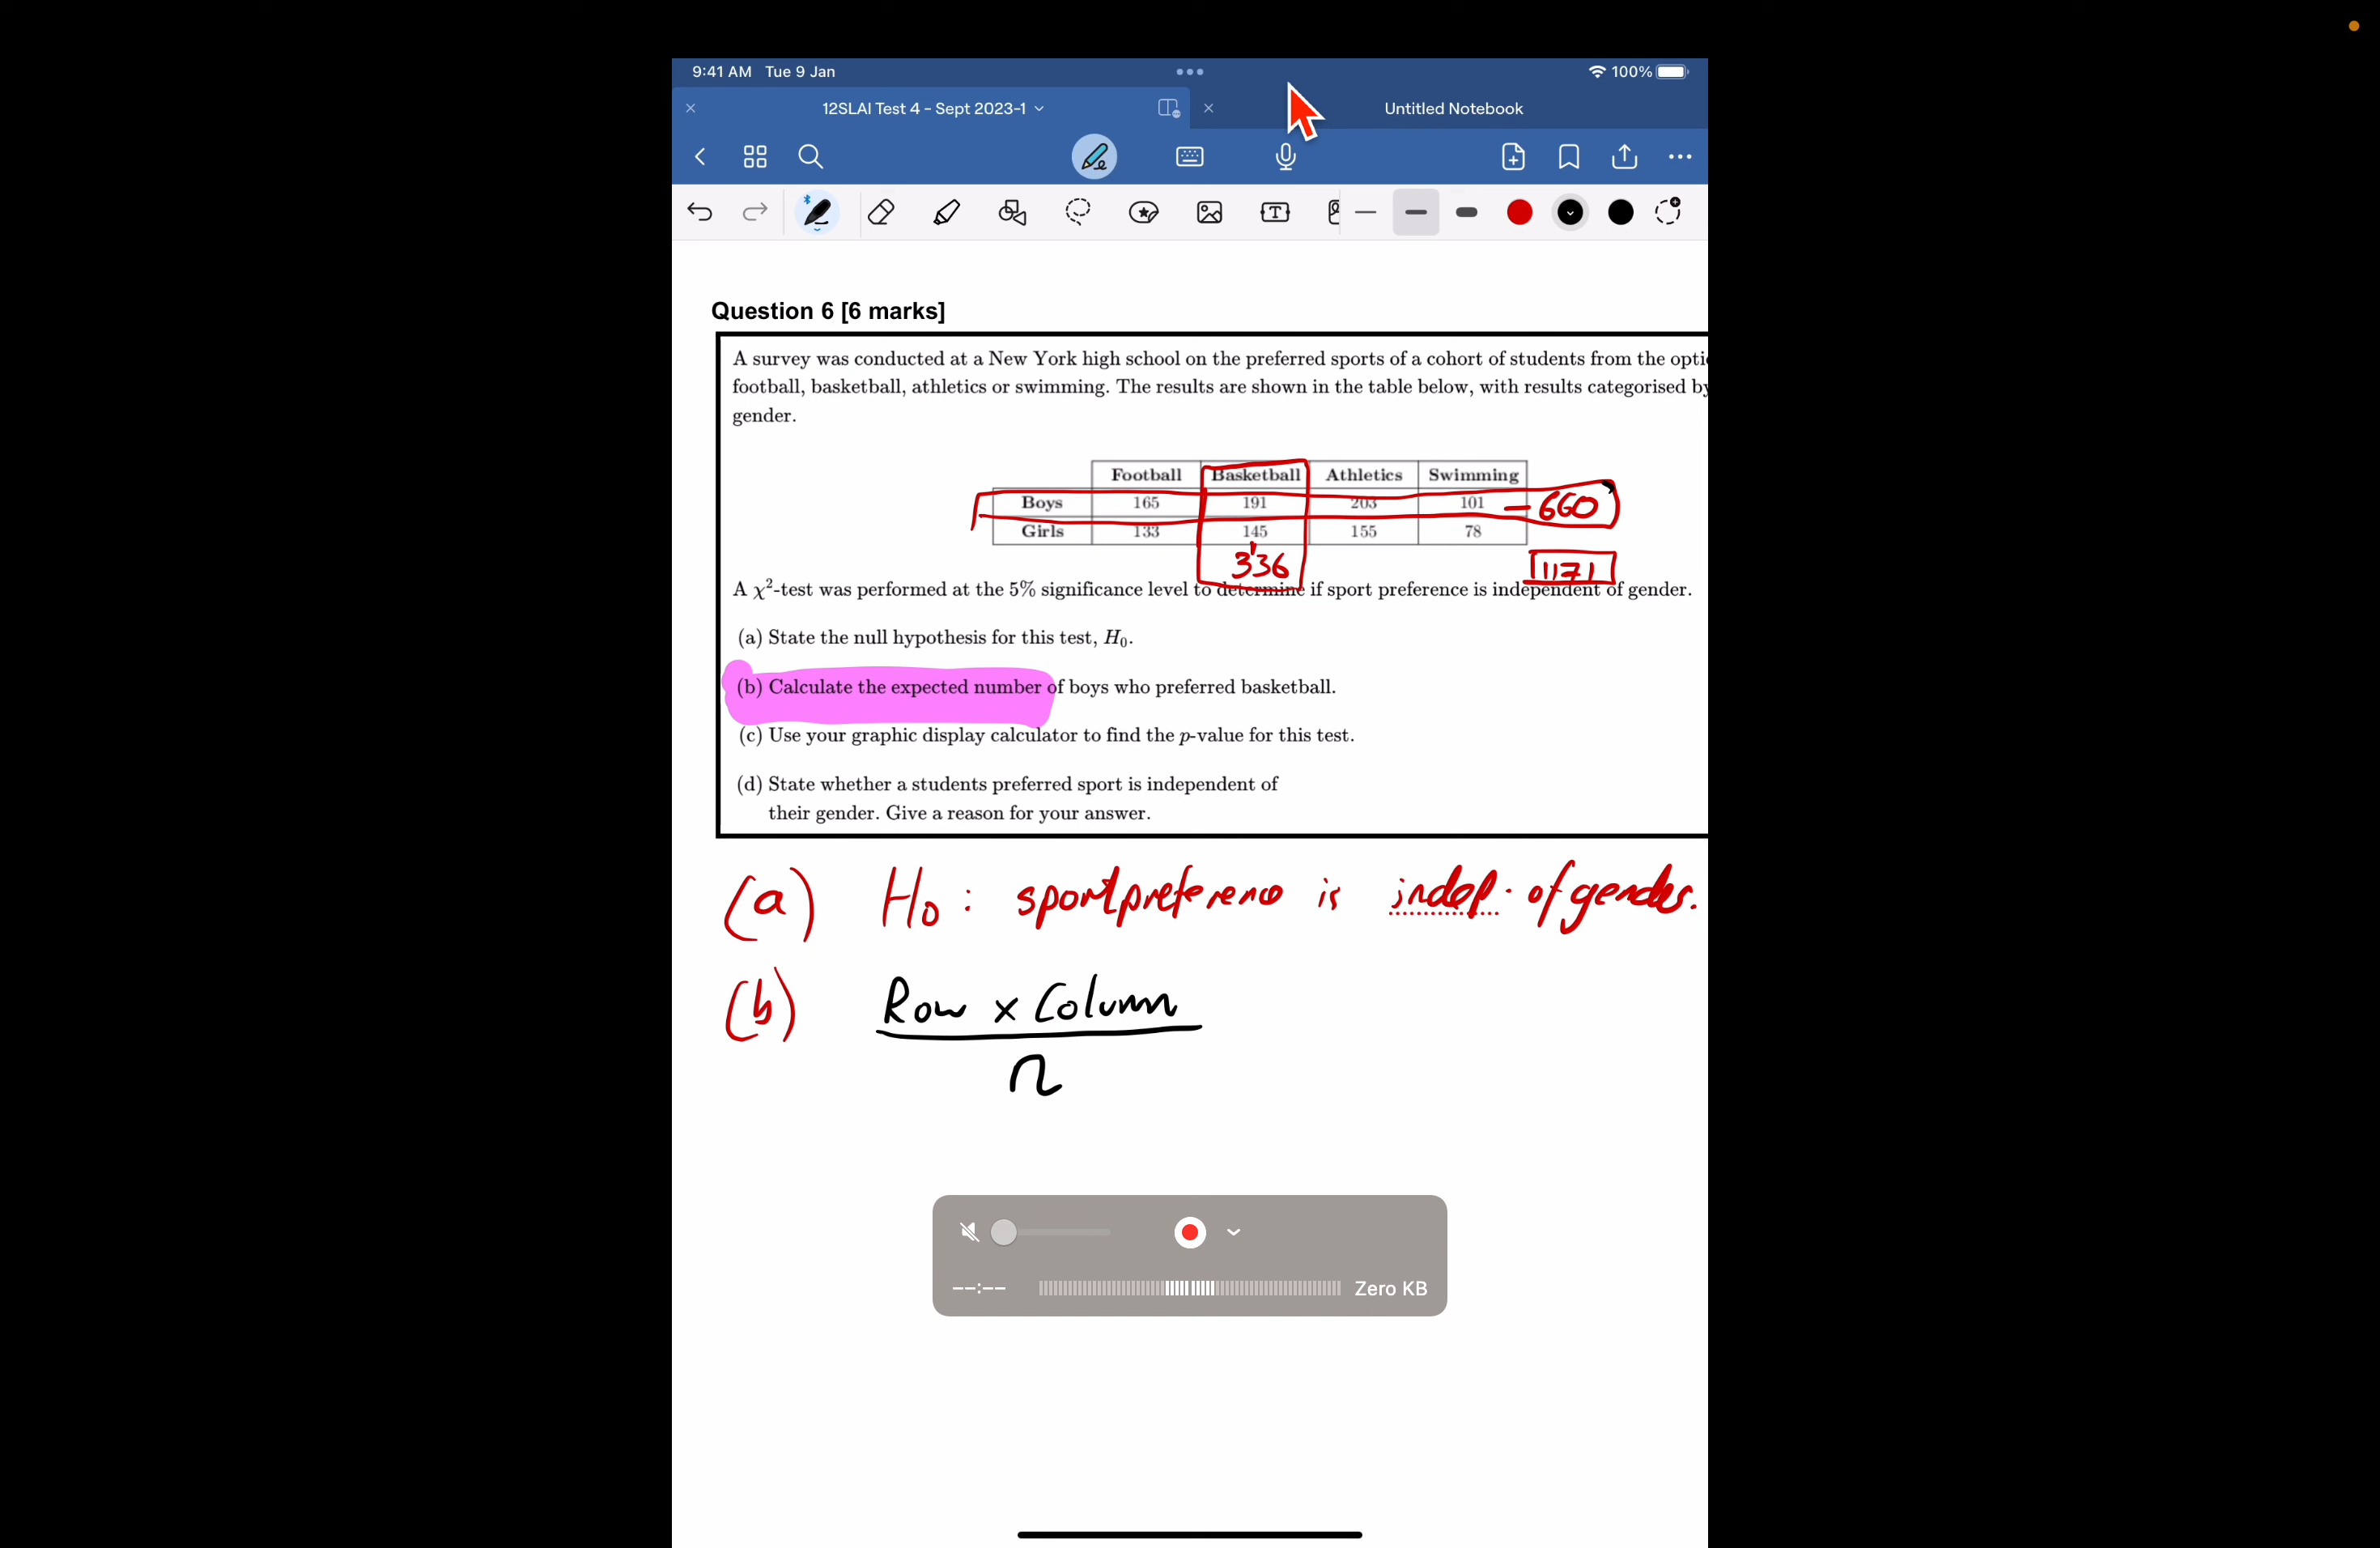 9:41 AM Tue 9 Jan
100%
12SLAI Test 4 - Sept 2023-1
Untitled Notebook
Question 6 [6 marks]
A survey was conducted at a New York high school on the preferred sports of a cohort of students from the opti
football, basketball, athletics or swimming. The results are shown in the table below, with results categorised by
gender.
Football Basketball Athletics Swimming
Boys 165 191 203 101 - 660
Girls 133 145 155 78
336
1171
A χ²-test was performed at the 5% significance level to determine if sport preference is independent of gender.
(a) State the null hypothesis for this test, H₀.
(b) Calculate the expected number of boys who preferred basketball.
(c) Use your graphic display calculator to find the p-value for this test.
(d) State whether a students preferred sport is independent of
their gender. Give a reason for your answer.
(a) H₀ : sport preference is indep. of gender.
(b) Row x Column
n
--:-- Zero KB